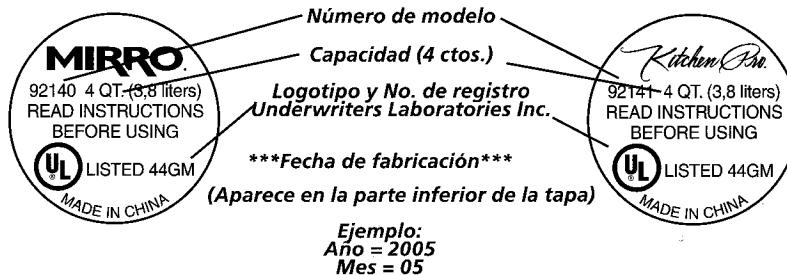 MIRRO
92140 4 QT. (3,8 liters)
READ INSTRUCTIONS
BEFORE USING
UL LISTED 44GM
MADE IN CHINA
Número de modelo
Capacidad (4 ctos.)
Logotipo y No. de registro
Underwriters Laboratories Inc.
***Fecha de fabricación***
(Aparece en la parte inferior de la tapa)
Ejemplo:
Año = 2005
Mes = 05
Kitchen Pro.
92141 4 QT. (3,8 liters)
READ INSTRUCTIONS
BEFORE USING
UL LISTED 44GM
MADE IN CHINA